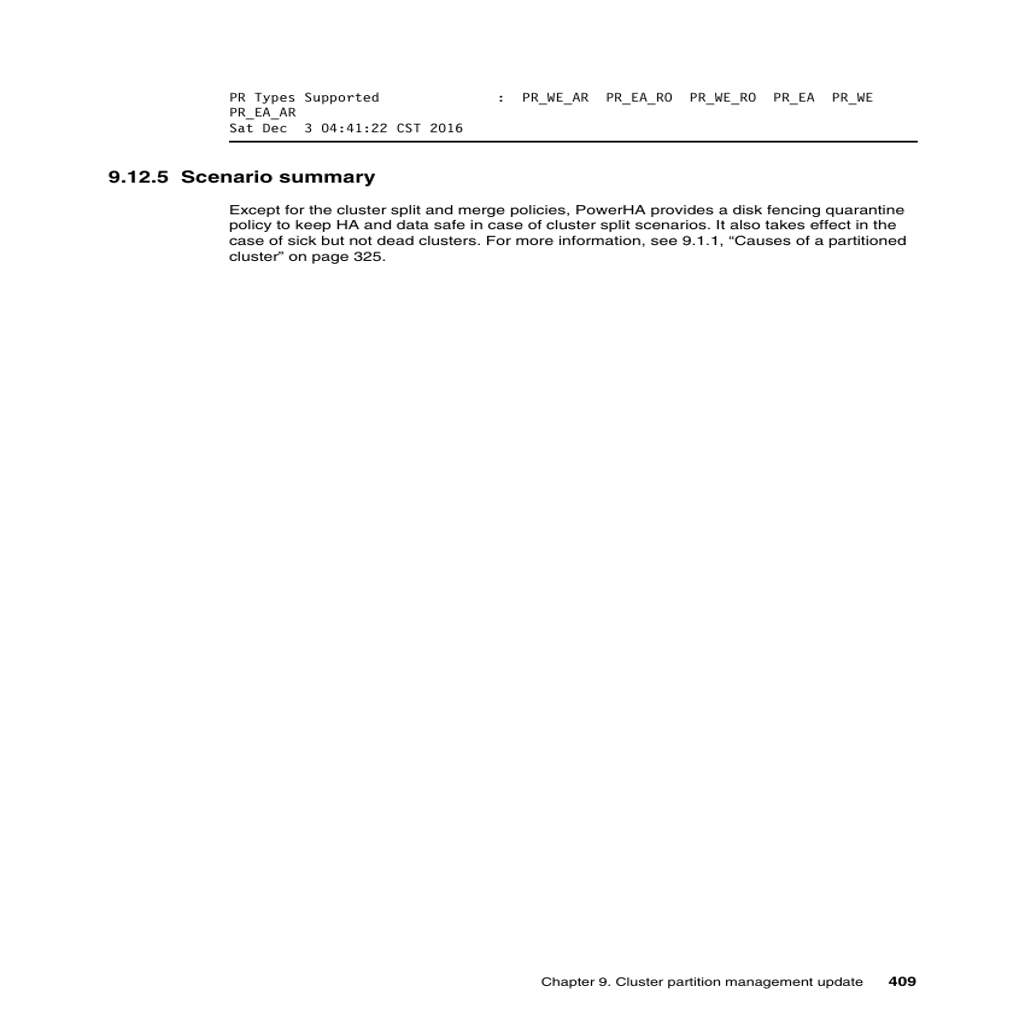 PR Types Supported : PR_WE_AR PR_EA_RO PR_WE_RO PR_EA PR_WE
PR_EA_AR
Sat Dec 3 04:41:22 CST 2016
9.12.5 Scenario summary
Except for the cluster split and merge policies, PowerHA provides a disk fencing quarantine
policy to keep HA and data safe in case of cluster split scenarios. It also takes effect in the
case of sick but not dead clusters. For more information, see 9.1.1, “Causes of a partitioned
cluster” on page 325.
Chapter 9. Cluster partition management update 409